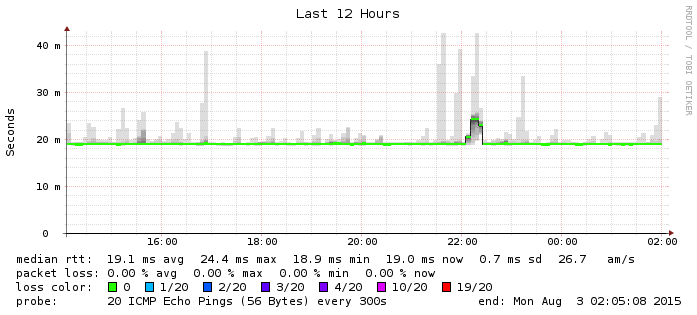 Last 12 Hours
RRDTOOL / TOBI OETIKER
Seconds
40 m
30 m
20 m
10 m
0
16:00 18:00 20:00 22:00 00:00 02:00
median rtt: 19.1 ms avg 24.4 ms max 18.9 ms min 19.0 ms now 0.7 ms sd 26.7 am/s
packet loss: 0.00 % avg 0.00 % max 0.00 % min 0.00 % now
loss color: 0 1/20 2/20 3/20 4/20 10/20 19/20
probe: 20 ICMP Echo Pings (56 Bytes) every 300s end: Mon Aug 3 02:05:08 2015